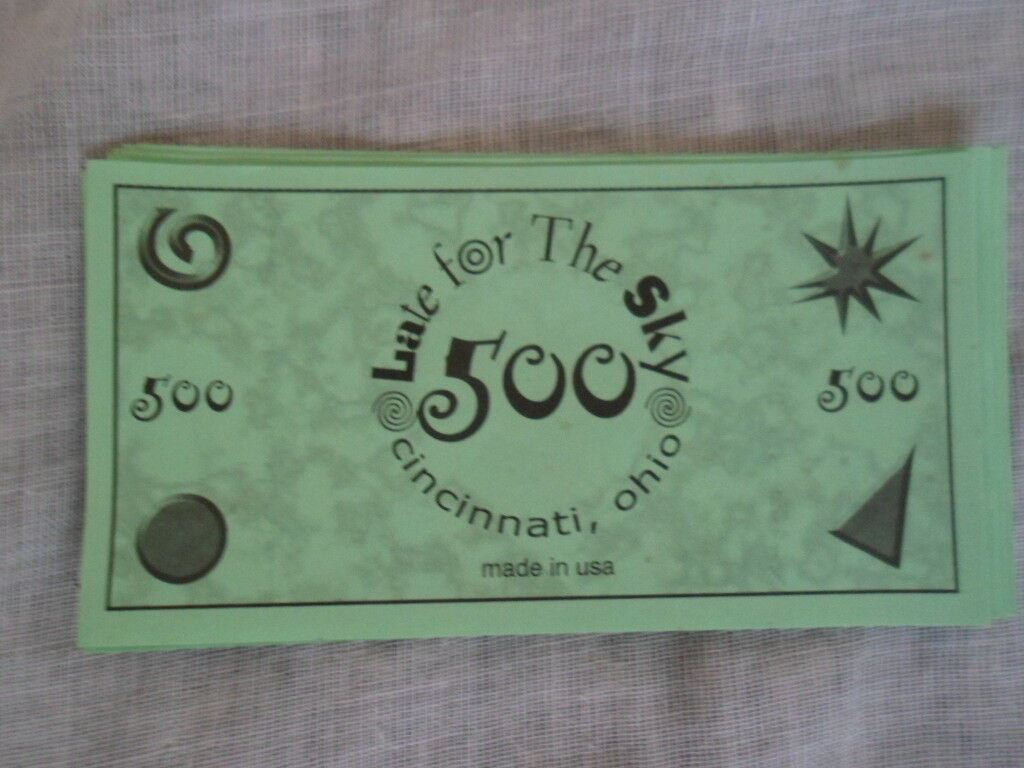 Late for The Sky
500
500
500
cincinnati, ohio
made in usa